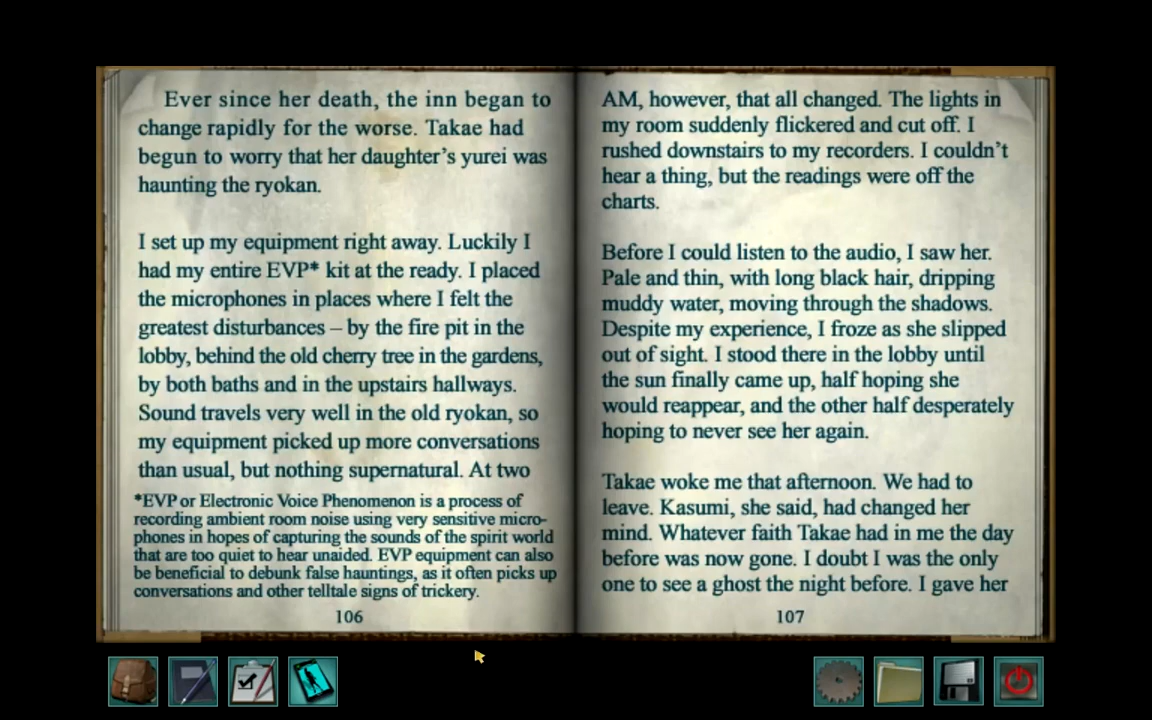 Ever since her death, the inn began to
change rapidly for the worse. Takae had
begun to worry that her daughter's yurei was
haunting the ryokan.
I set up my equipment right away. Luckily I
had my entire EVP* kit at the ready. I placed
the microphones in places where I felt the
greatest disturbances – by the fire pit in the
lobby, behind the old cherry tree in the gardens,
by both baths and in the upstairs hallways.
Sound travels very well in the old ryokan, so
my equipment picked up more conversations
than usual, but nothing supernatural. At two
*EVP or Electronic Voice Phenomenon is a process of
recording ambient room noise using very sensitive micro-
phones in hopes of capturing the sounds of the spirit world
that are too quiet to hear unaided. EVP equipment can also
be beneficial to debunk false hauntings, as it often picks up
conversations and other telltale signs of trickery.
106
AM, however, that all changed. The lights in
my room suddenly flickered and cut off. I
rushed downstairs to my recorders. I couldn't
hear a thing, but the readings were off the
charts.
Before I could listen to the audio, I saw her.
Pale and thin, with long black hair, dripping
muddy water, moving through the shadows.
Despite my experience, I froze as she slipped
out of sight. I stood there in the lobby until
the sun finally came up, half hoping she
would reappear, and the other half desperately
hoping to never see her again.
Takae woke me that afternoon. We had to
leave. Kasumi, she said, had changed her
mind. Whatever faith Takae had in me the day
before was now gone. I doubt I was the only
one to see a ghost the night before. I gave her
107